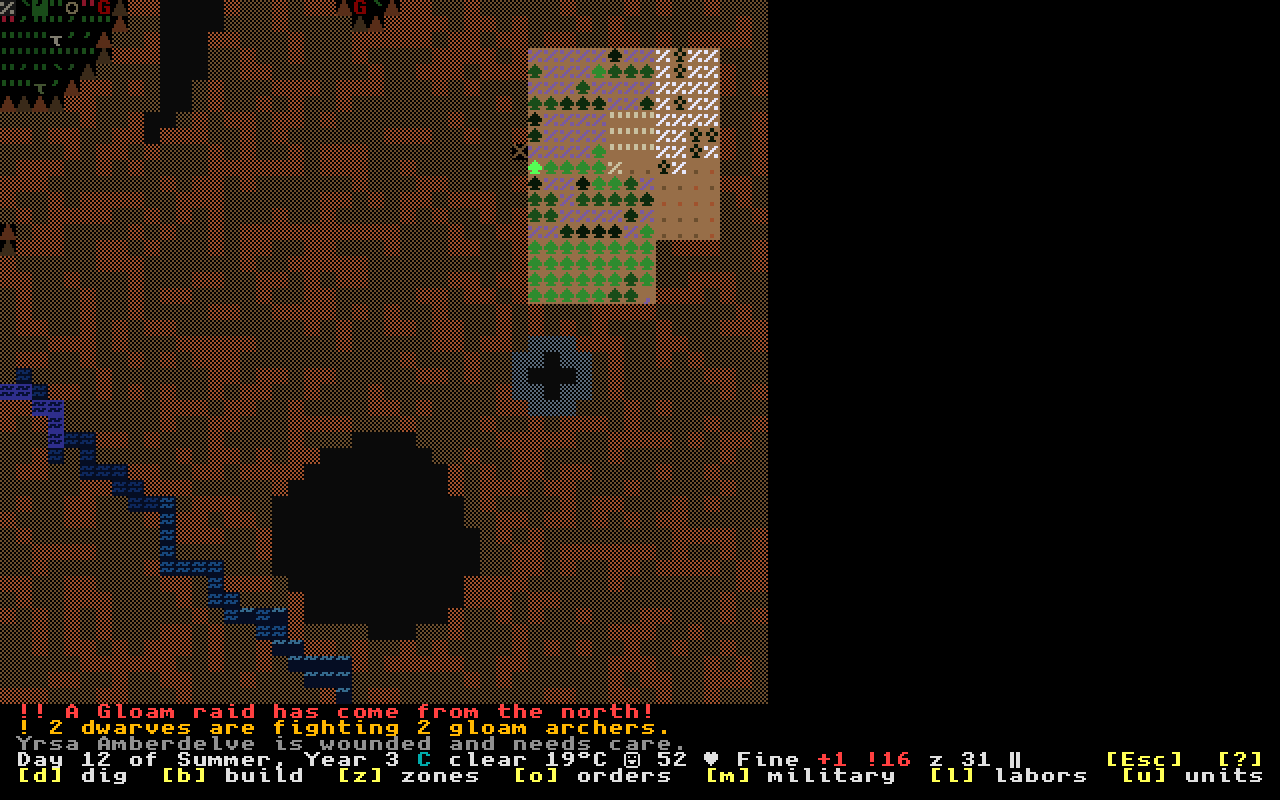 !! A Gloam raid has come from the north!
! 2 dwarves are fighting 2 gloam archers.
Yrsa Amberdelve is wounded and needs care.
Day 12 of Summer, Year 3 C clear 19°C ☺ 52 ♥ Fine +1 !16 z 31 ‖ [Esc] [?]
[d] dig [b] build [z] zones [o] orders [m] military [l] labors [u] units